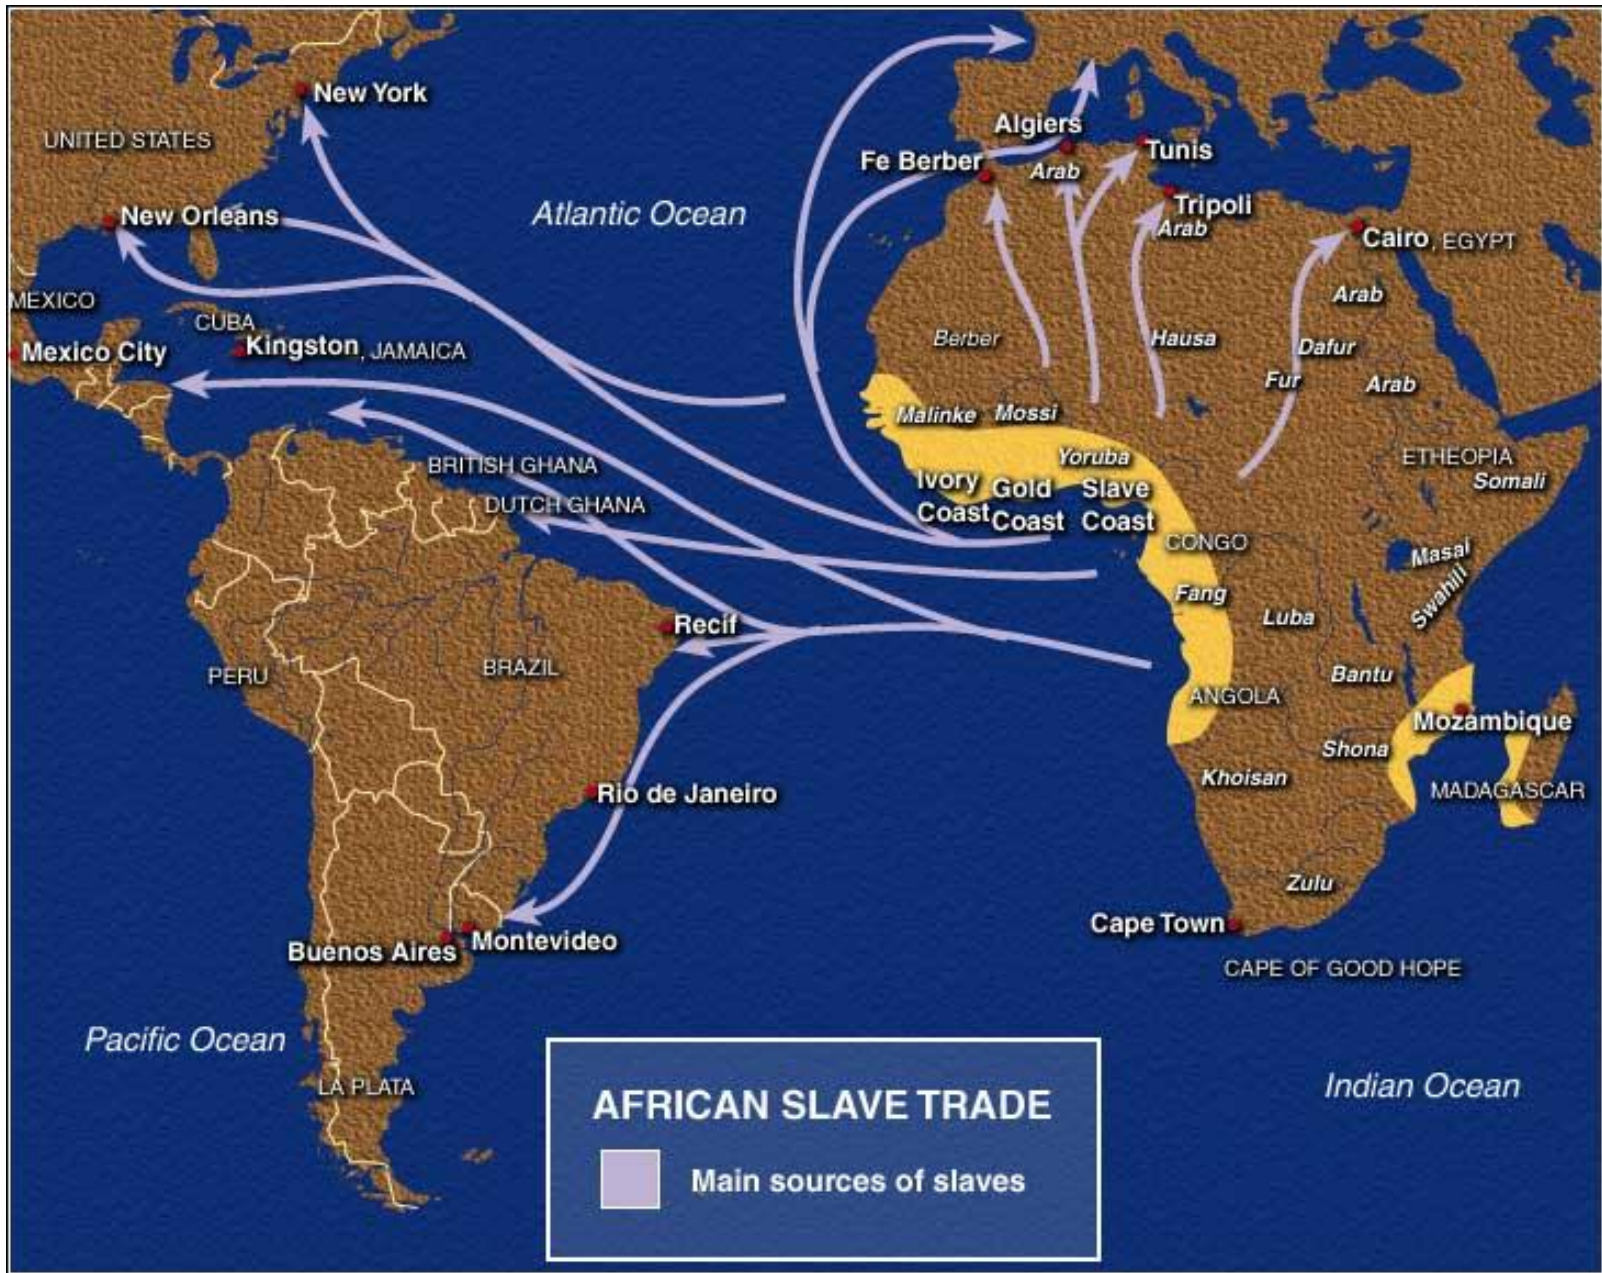 New York
UNITED STATES
New Orleans
Atlantic Ocean
MEXICO
CUBA
Mexico City
Kingston, JAMAICA
BRITISH GHANA
DUTCH GHANA
Recif
PERU
BRAZIL
Rio de Janeiro
Buenos Aires
Montevideo
Pacific Ocean
LA PLATA
Algiers
Fe Berber
Arab
Tunis
Tripoli
Arab
Cairo, EGYPT
Arab
Berber
Hausa
Dafur
Fur
Arab
Malinke
Mossi
Yoruba
ETHEOPIA
Somali
Ivory
Coast
Gold
Coast
Slave
Coast
CONGO
Masai
Swahili
Fang
Luba
Bantu
ANGOLA
Mozambique
Shona
Khoisan
MADAGASCAR
Zulu
Cape Town
CAPE OF GOOD HOPE
Indian Ocean
AFRICAN SLAVE TRADE
Main sources of slaves